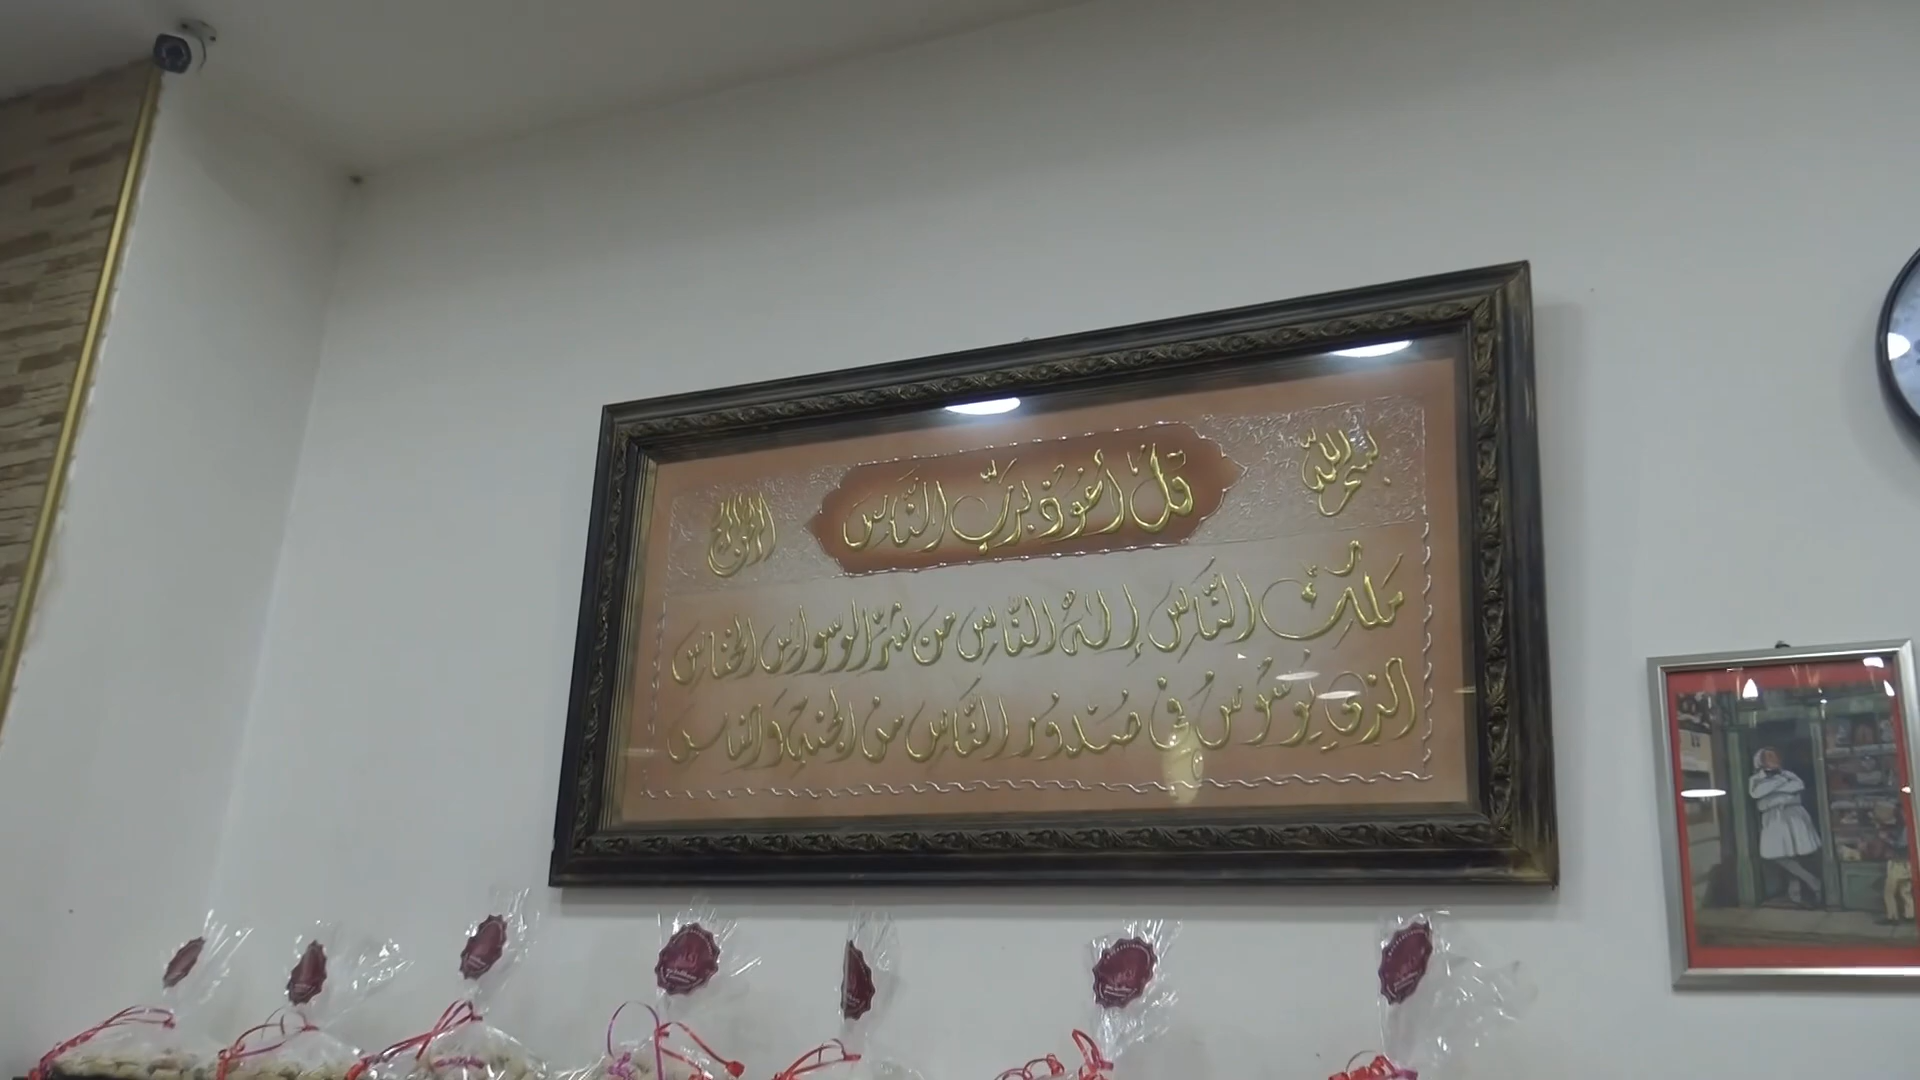 بسم الله
قل أعوذ برب الناس
الرحمن الرحيم
ملك الناس إله الناس من شر الوسواس الخناس
الذي يوسوس في صدور الناس من الجنة والناس